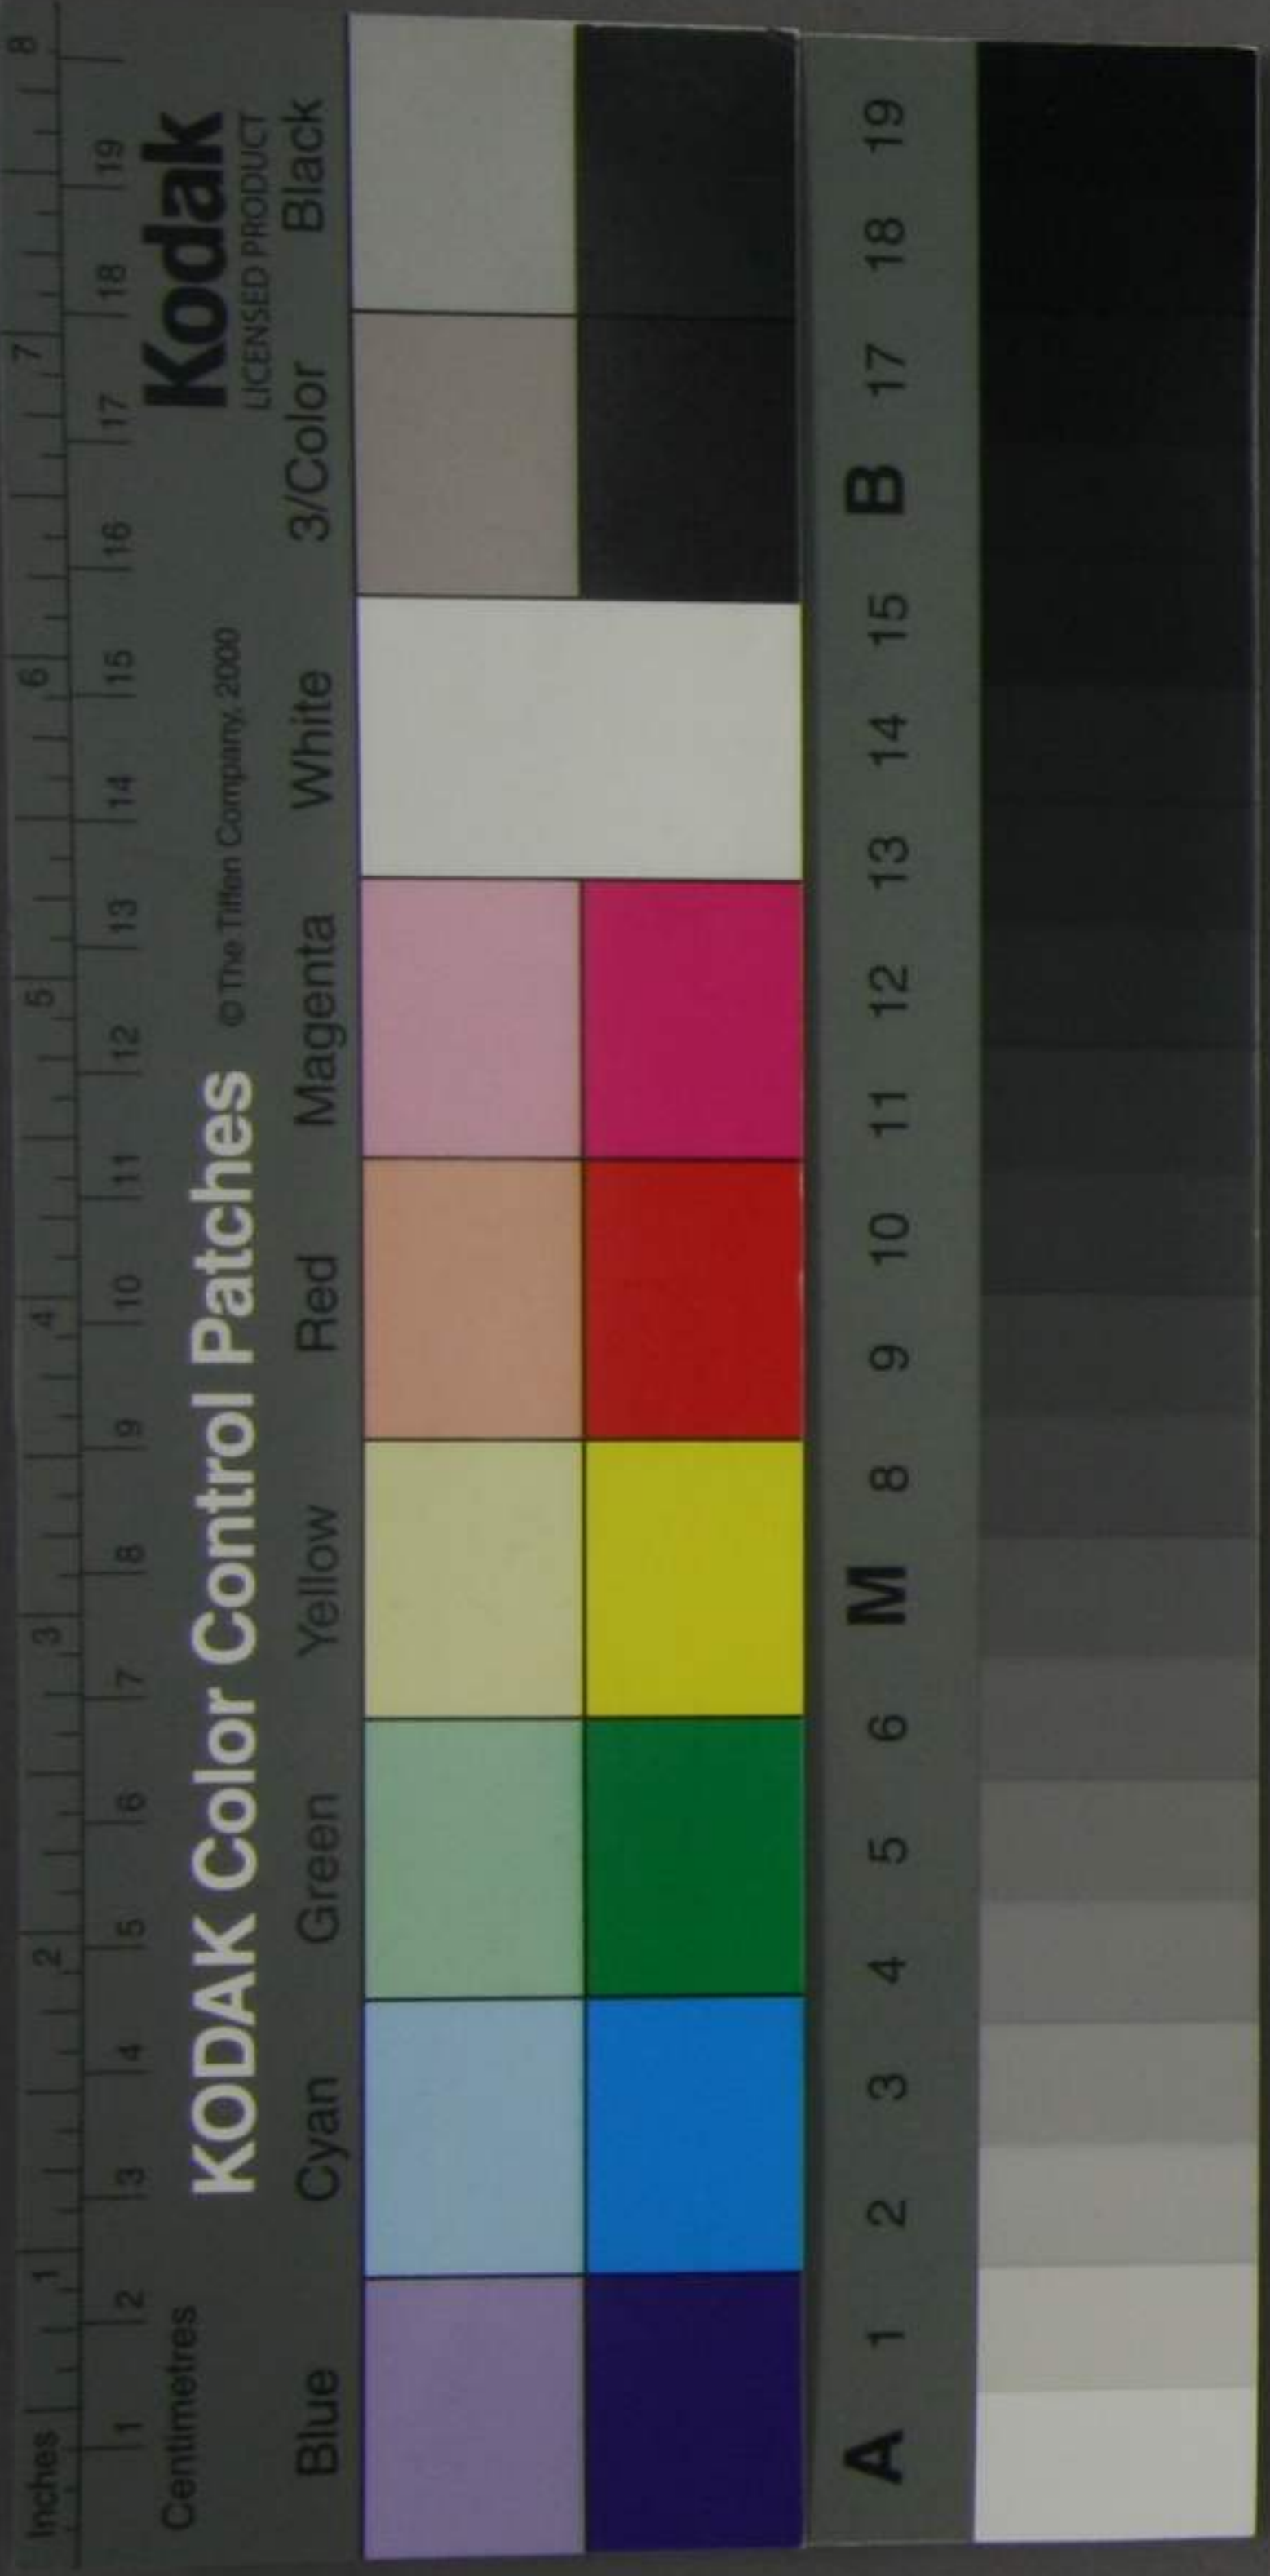 Inches 1 2 3 4 5 6 7 8
1 2 3 4 5 6 7 8 9 10 11 12 13 14 15 16 17 18 19
Centimetres
KODAK Color Control Patches © The Tiffen Company, 2000
Kodak
LICENSED PRODUCT
Blue Cyan Green Yellow Red Magenta White 3/Color Black
A 1 2 3 4 5 6 M 8 9 10 11 12 13 14 15 B 17 18 19